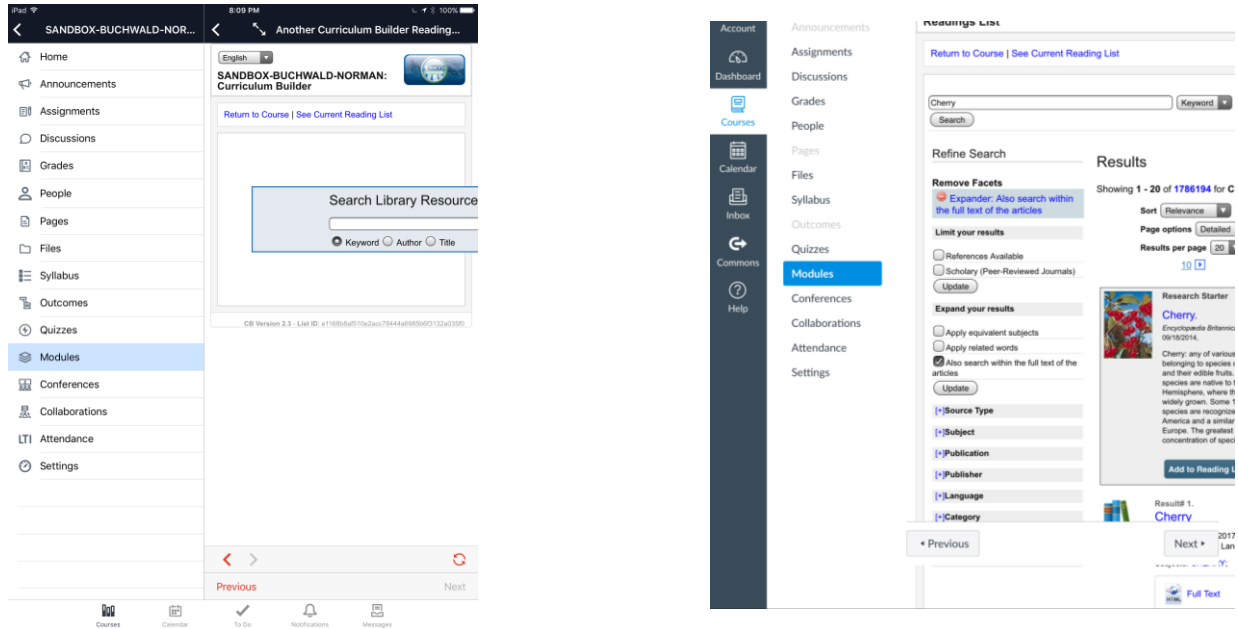 iPad
8:09 PM
100%
SANDBOX-BUCHWALD-NOR...
Home
Announcements
Assignments
Discussions
Grades
People
Pages
Files
Syllabus
Outcomes
Quizzes
Modules
Conferences
Collaborations
LTI Attendance
Settings
Another Curriculum Builder Reading...
English
SANDBOX-BUCHWALD-NORMAN:
Curriculum Builder
Return to Course | See Current Reading List
Search Library Resource
Keyword Author Title
CB Version 2.3 - List ID:
Previous
Next
Courses
Calendar
To Do
Notifications
Messages
Account
Dashboard
Courses
Calendar
Inbox
Commons
Help
Announcements
Assignments
Discussions
Grades
People
Pages
Files
Syllabus
Outcomes
Quizzes
Modules
Conferences
Collaborations
Attendance
Settings
Readings List
Return to Course | See Current Reading List
Cherry
Keyword
Search
Refine Search
Remove Facets
Expander: Also search within
the full text of the articles
Limit your results
References Available
Scholary (Peer-Reviewed Journals)
Update
Expand your results
Apply equivalent subjects
Apply related words
Also search within the full text of the
articles
Update
[+]Source Type
[+]Subject
[+]Publication
[+]Publisher
[+]Language
[+]Category
Results
Showing 1 - 20 of 1786194 for C
Sort Relevance
Page options Detailed
Results per page 20
10
Research Starter
Cherry.
Encyclopædia Britannic
09/18/2014,
Cherry: any of various
belonging to species
and their edible fruits.
species are native to
Hemisphere, where th
widely grown. Some 1
species are recognize
America and a similar
Europe. The greatest
concentration of speci
Add to Reading L
Result# 1.
Cherry
2017
Lan
Previous
Next
HTML Full Text